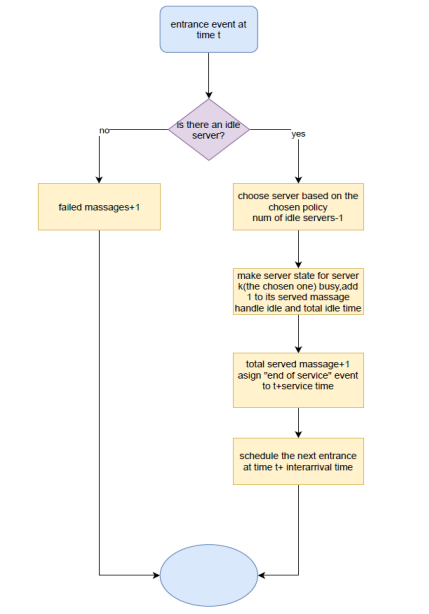 entrance event at
time t
is there an idle
server?
no
yes
failed massages+1
choose server based on the
chosen policy
num of idle servers-1
make server state for server
k(the chosen one) busy,add
1 to its served massage
handle idle and total idle time
total served massage+1
asign "end of service" event
to t+service time
schedule the next entrance
at time t+ interarrival time